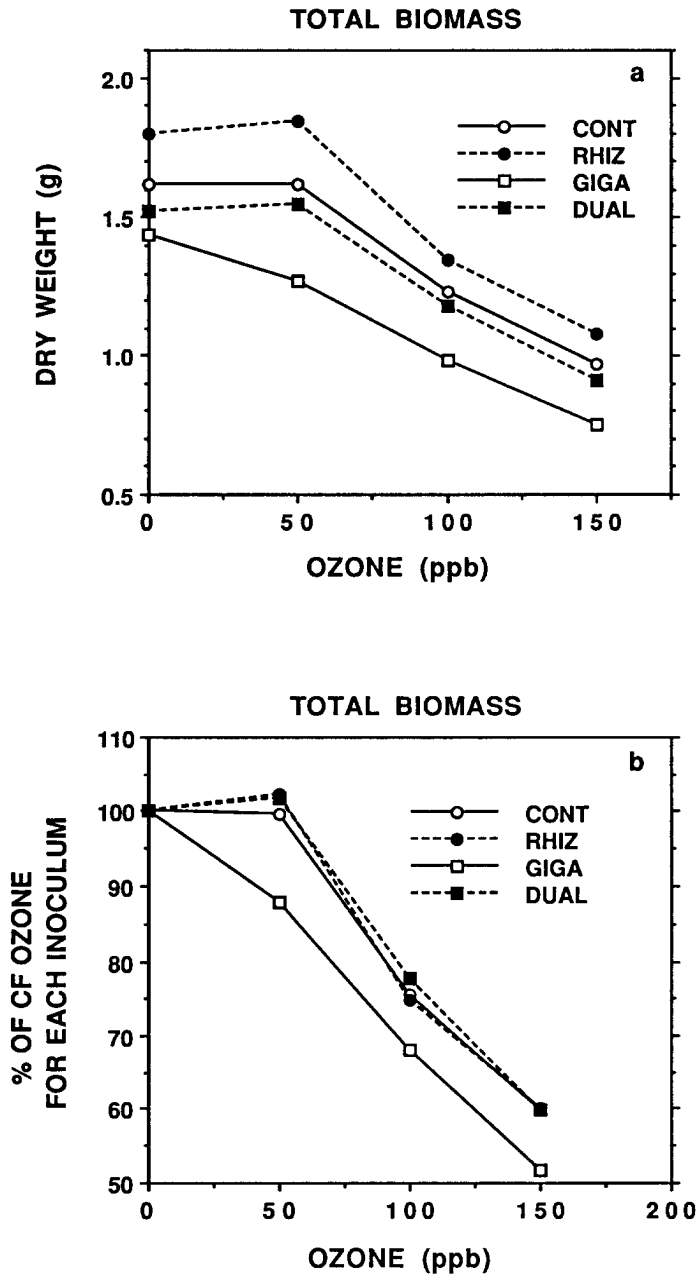 TOTAL BIOMASS
a
2.0
1.5
1.0
0.5
DRY WEIGHT (g)
CONT
RHIZ
GIGA
DUAL
0 50 100 150
OZONE (ppb)
TOTAL BIOMASS
b
110
100
90
80
70
60
50
% OF CF OZONE
FOR EACH INOCULUM
CONT
RHIZ
GIGA
DUAL
0 50 100 150 200
OZONE (ppb)